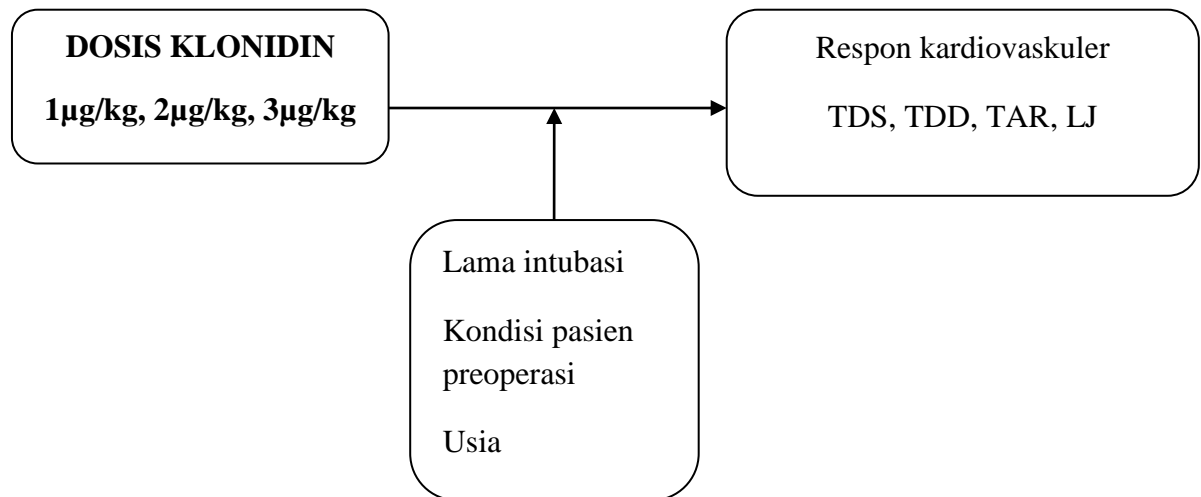 DOSIS KLONIDIN
1µg/kg, 2µg/kg, 3µg/kg
Respon kardiovaskuler
TDS, TDD, TAR, LJ
Lama intubasi
Kondisi pasien
preoperasi
Usia